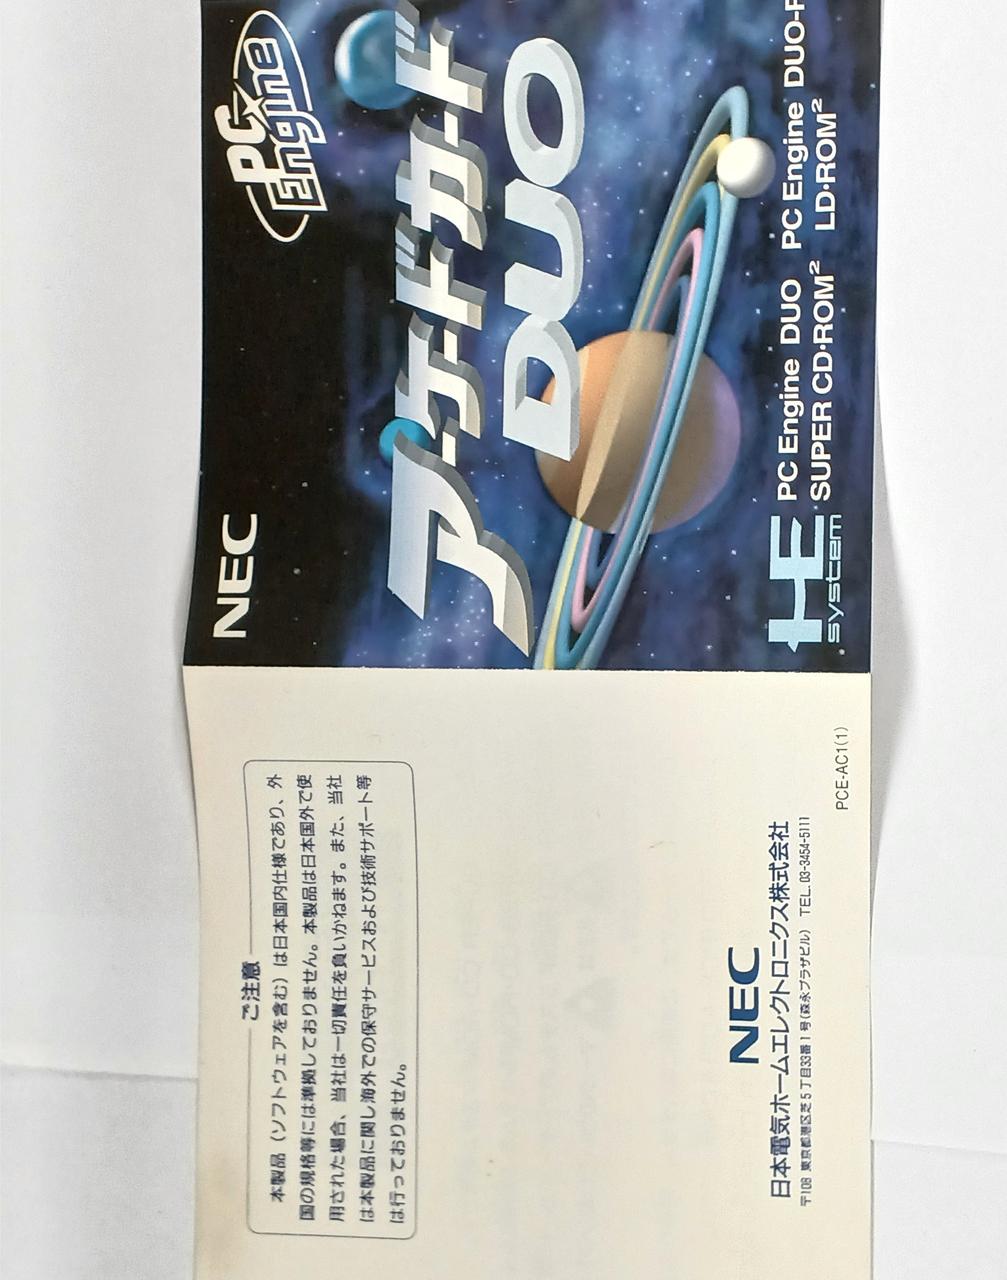 NEC
PC Engine
アーケードカード
DUO
HE system
PC Engine DUO PC Engine DUO-R
SUPER CD・ROM² LD・ROM²
ご注意
本製品（ソフトウェアを含む）は日本国内仕様であり、外
国の規格等には準拠しておりません。本製品は日本国外で使
用された場合、当社は一切責任を負いかねます。また、当社
は本製品に関し海外での保守サービスおよび技術サポート等
は行っておりません。
NEC
日本電気ホームエレクトロニクス株式会社
〒108 東京都港区芝5丁目33番1号(森永プラザビル) TEL. 03-3454-5111
PCE-AC1(1)